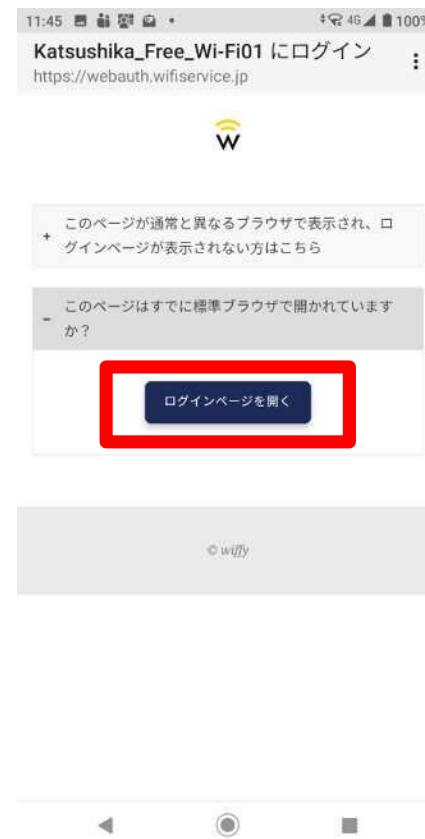 11:45 4G 100%
Katsushika_Free_Wi-Fi01 にログイン
https://webauth.wifiservice.jp
W
+ このページが通常と異なるブラウザで表示され、ロ
グインページが表示されない方はこちら
- このページはすでに標準ブラウザで開かれています
か？
ログインページを開く
© wiffy